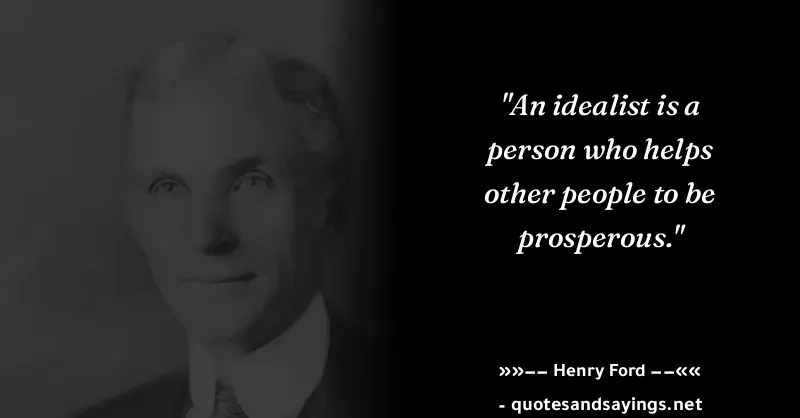 "An idealist is a
person who helps
other people to be
prosperous."
»»−− Henry Ford −−««
- quotesandsayings.net